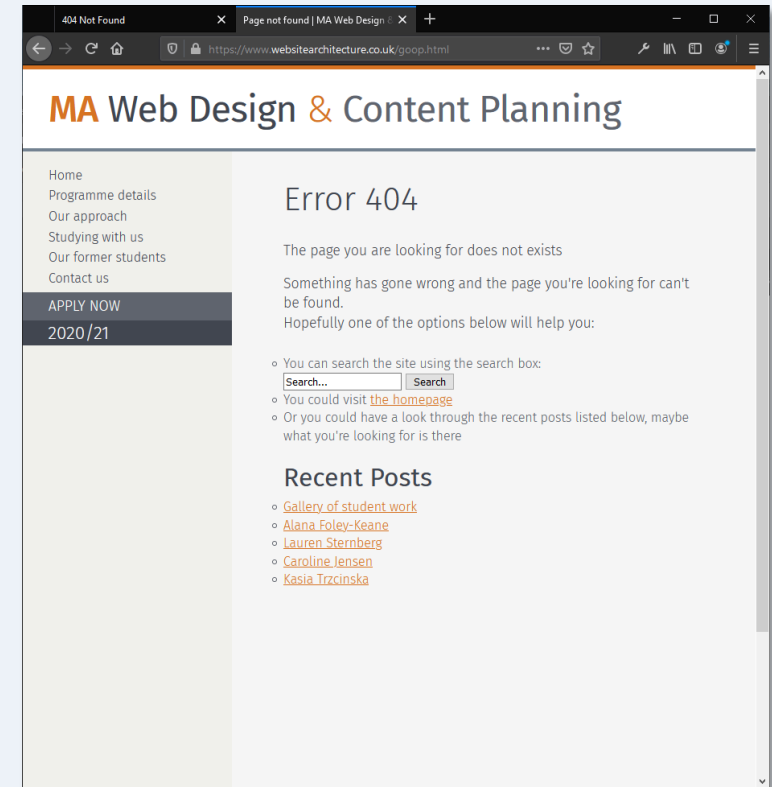 404 Not Found
Page not found | MA Web Design &
https://www.websitearchitecture.co.uk/goop.html
MA Web Design & Content Planning
Home
Programme details
Our approach
Studying with us
Our former students
Contact us
APPLY NOW
2020/21
Error 404
The page you are looking for does not exists
Something has gone wrong and the page you're looking for can't
be found.
Hopefully one of the options below will help you:
You can search the site using the search box:
Search... Search
You could visit the homepage
Or you could have a look through the recent posts listed below, maybe
what you're looking for is there
Recent Posts
Gallery of student work
Alana Foley-Keane
Lauren Sternberg
Caroline Jensen
Kasia Trzcinska